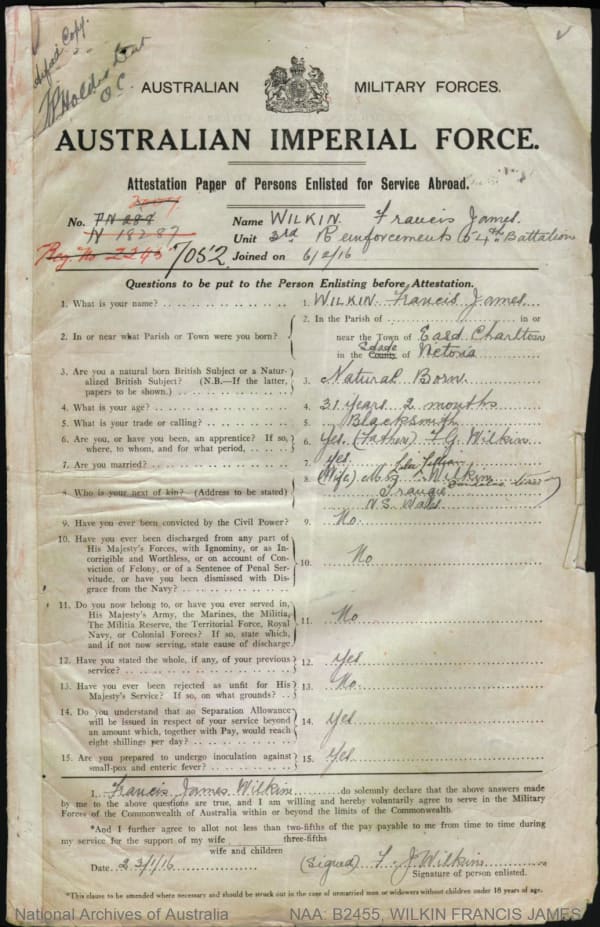 Certified Copy
O.C.
AUSTRALIAN MILITARY FORCES.
AUSTRALIAN IMPERIAL FORCE.
Attestation Paper of Persons Enlisted for Service Abroad.
No. N 18287
7052
Name WILKIN Francis James.
Unit 3rd Reinforcements 54th Battalion
Joined on 6/2/16
Questions to be put to the Person Enlisting before Attestation.
1. What is your name? 1. WILKIN Francis James
2. In or near what Parish or Town were you born? 2. In the Parish of in or
near the Town of East Charlton
in the County State of Victoria
3. Are you a natural born British Subject or a Natur-
alized British Subject? (N.B.—If the latter,
papers to be shown.) 3. Natural Born
4. What is your age? 4. 31 years 2 months
5. What is your trade or calling? 5. Blacksmith
6. Are you, or have you been, an apprentice? If so,
where, to whom, and for what period, 6. Yes. (Father) F.G. Wilkin
7. Are you married? 7. Yes
8. Who is your next of kin? (Address to be stated) 8. (Wife) Wilkin
Trangie
N.S. Wales
9. Have you ever been convicted by the Civil Power? 9. No
10. Have you ever been discharged from any part of
His Majesty's Forces, with Ignominy, or as In-
corrigible and Worthless, or on account of Con-
viction of Felony, or of a Sentence of Penal Ser-
vitude, or have you been dismissed with Dis-
grace from the Navy? 10. No
11. Do you now belong to, or have you ever served in,
His Majesty's Army, the Marines, the Militia,
The Militia Reserve, the Territorial Force, Royal
Navy, or Colonial Forces? If so, state which,
and if not now serving, state cause of discharge 11. No
12. Have you stated the whole, if any, of your previous
service? 12. Yes
13. Have you ever been rejected as unfit for His
Majesty's Service? If so, on what grounds? 13. No
14. Do you understand that no Separation Allowance
will be issued in respect of your service beyond
an amount which, together with Pay, would reach
eight shillings per day? 14. Yes
15. Are you prepared to undergo inoculation against
small-pox and enteric fever? 15. Yes
I, Francis James Wilkin do solemnly declare that the above answers made
by me to the above questions are true, and I am willing and hereby voluntarily agree to serve in the Military
Forces of the Commonwealth of Australia within or beyond the limits of the Commonwealth.
*And I further agree to allot not less than two-fifths of the pay payable to me from time to time during
my service for the support of my wife three-fifths
wife and children
Date 23/1/16 (signed) F. J. Wilkin
Signature of person enlisted.
*This clause to be amended where necessary and should be struck out in the case of unmarried men or widowers without children under 18 years of age.
National Archives of Australia NAA: B2455, WILKIN FRANCIS JAMES